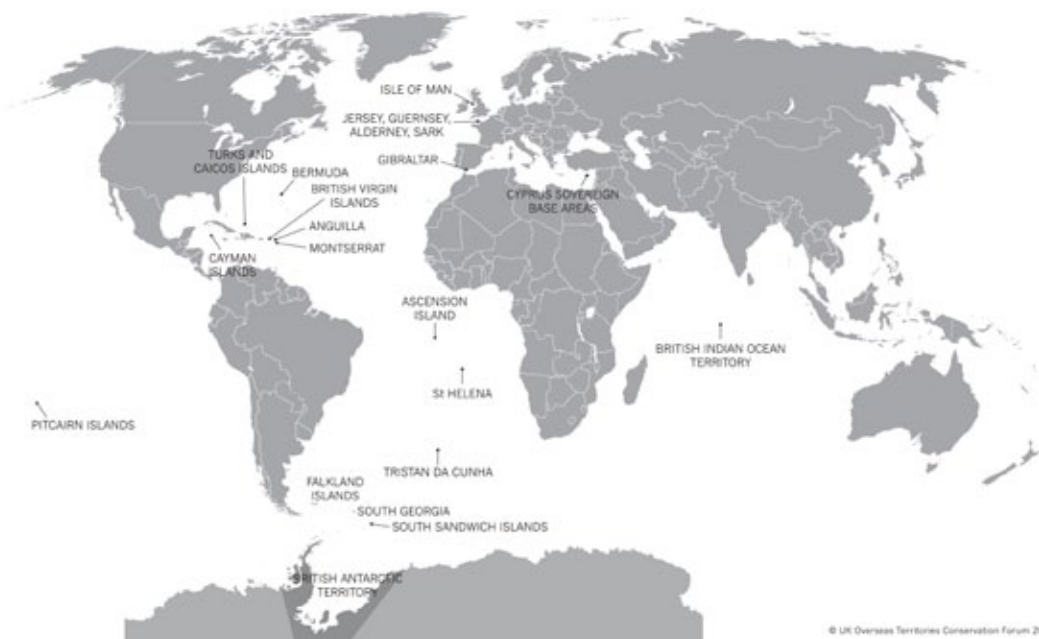 ISLE OF MAN
JERSEY, GUERNSEY,
ALDERNEY, SARK
GIBRALTAR
TURKS AND
CAICOS ISLANDS
BERMUDA
BRITISH VIRGIN
ISLANDS
CYPRUS SOVEREIGN
BASE AREAS
ANGUILLA
MONTSERRAT
CAYMAN
ISLANDS
ASCENSION
ISLAND
BRITISH INDIAN OCEAN
TERRITORY
St HELENA
PITCAIRN ISLANDS
TRISTAN DA CUNHA
FALKLAND
ISLANDS
SOUTH GEORGIA
SOUTH SANDWICH ISLANDS
BRITISH ANTARCTIC
TERRITORY
© UK Overseas Territories Conservation Forum